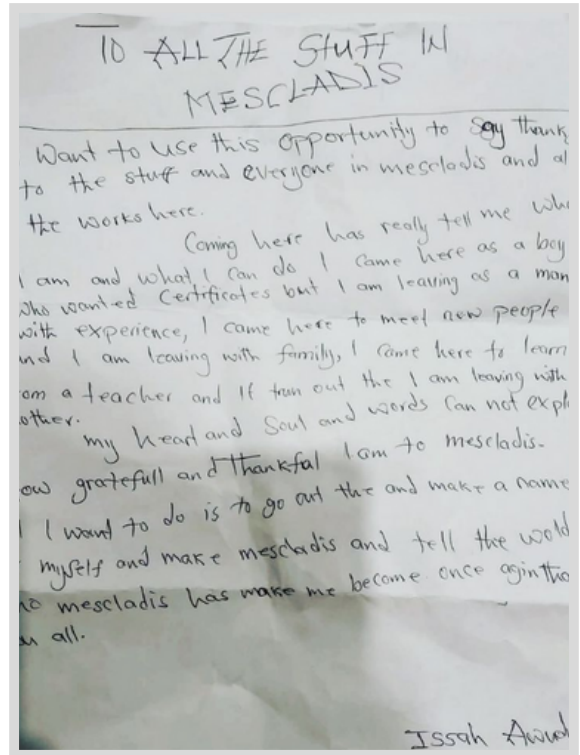 TO ALL THE STUFF IN
MESCLADIS
Want to use this opportunity to say thank
to the stuff and everyone in mescladis and al
the works here.
Coming here has really tell me who
I am and what I can do I came here as a boy
who wanted certificates but I am leaving as a man
with experience, I came here to meet new people
nd I am leaving with family, I came here to learn
om a teacher and If trun out the I am leaving with
other.
my head and Soul and words can not expl
ow gratefull and thankful I am to mescladis.
I want to do is to go out the and make a name
myself and make mescladis and tell the wold
mescladis has make me become once agin tha
u all.
Issah Awud